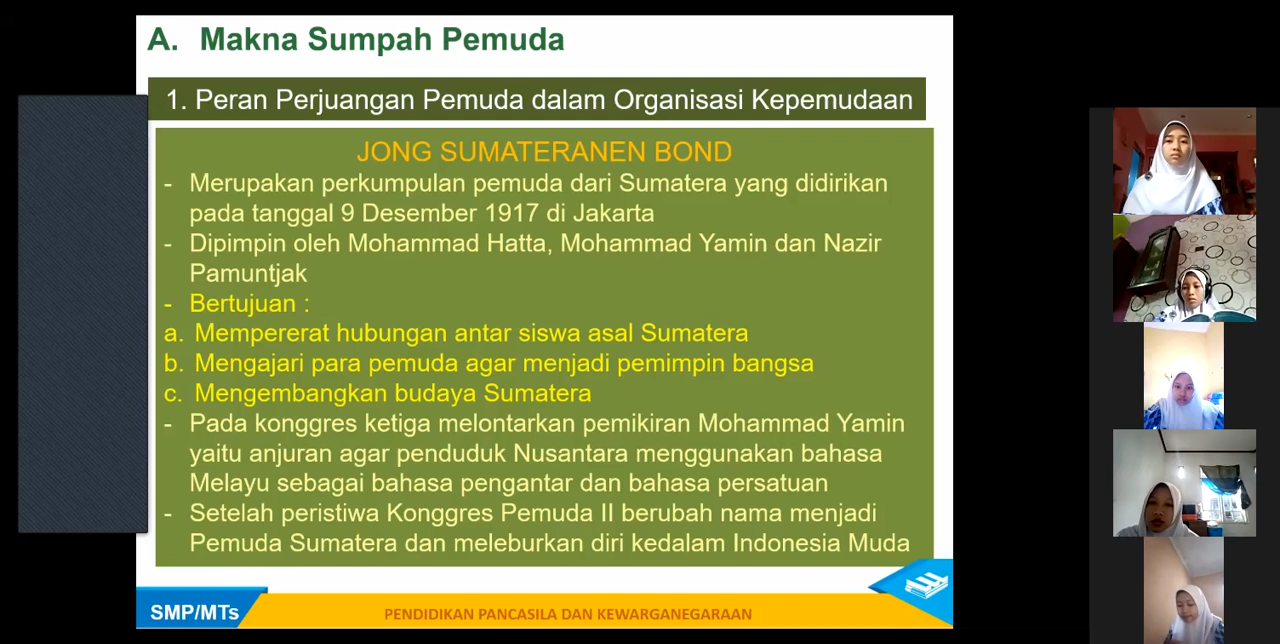 A. Makna Sumpah Pemuda
1. Peran Perjuangan Pemuda dalam Organisasi Kepemudaan
JONG SUMATERANEN BOND
- Merupakan perkumpulan pemuda dari Sumatera yang didirikan
pada tanggal 9 Desember 1917 di Jakarta
- Dipimpin oleh Mohammad Hatta, Mohammad Yamin dan Nazir
Pamuntjak
- Bertujuan :
a. Mempererat hubungan antar siswa asal Sumatera
b. Mengajari para pemuda agar menjadi pemimpin bangsa
c. Mengembangkan budaya Sumatera
- Pada konggres ketiga melontarkan pemikiran Mohammad Yamin
yaitu anjuran agar penduduk Nusantara menggunakan bahasa
Melayu sebagai bahasa pengantar dan bahasa persatuan
- Setelah peristiwa Konggres Pemuda II berubah nama menjadi
Pemuda Sumatera dan meleburkan diri kedalam Indonesia Muda
SMP/MTs
PENDIDIKAN PANCASILA DAN KEWARGANEGARAAN